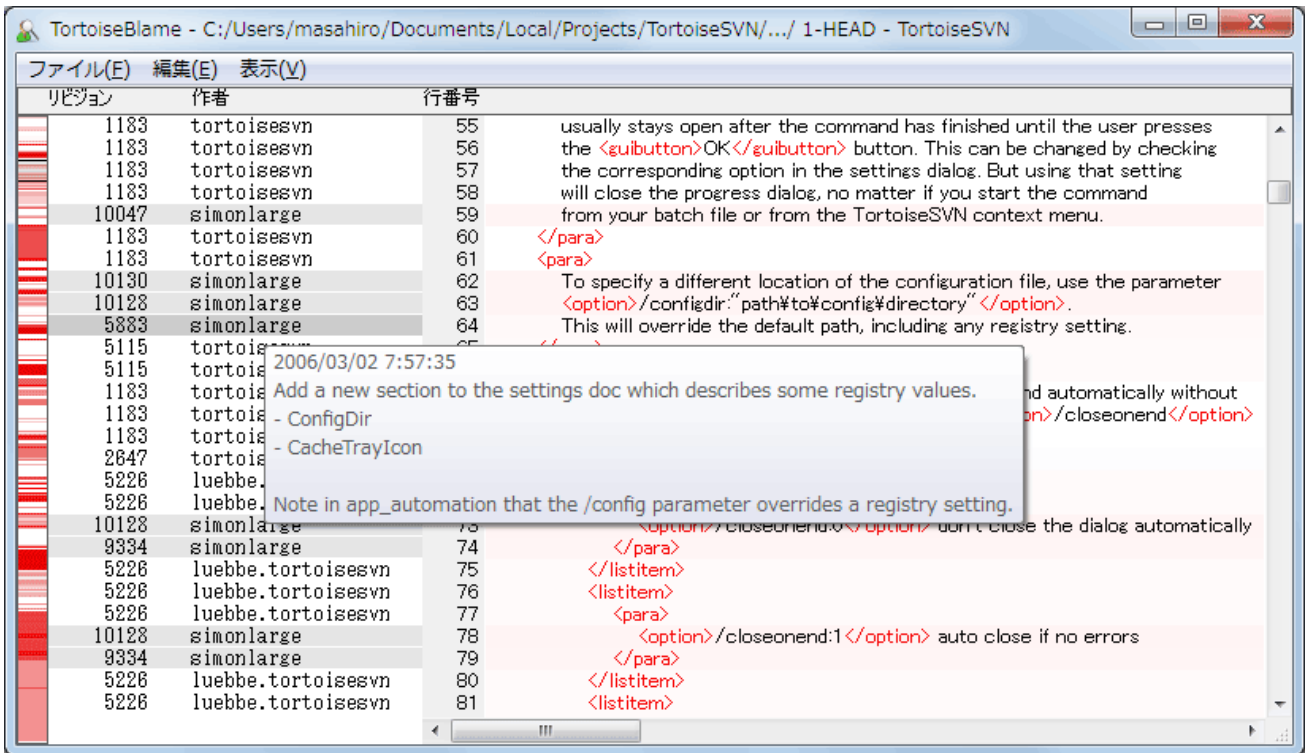 TortoiseBlame - C:/Users/masahiro/Documents/Local/Projects/TortoiseSVN/.../ 1-HEAD - TortoiseSVN
ファイル(F) 編集(E) 表示(V)
リビジョン 作者 行番号
1183 tortoisesvn 55 usually stays open after the command has finished until the user presses
1183 tortoisesvn 56 the <guibutton>OK</guibutton> button. This can be changed by checking
1183 tortoisesvn 57 the corresponding option in the settings dialog. But using that setting
1183 tortoisesvn 58 will close the progress dialog, no matter if you start the command
10047 simonlarge 59 from your batch file or from the TortoiseSVN context menu.
1183 tortoisesvn 60 </para>
1183 tortoisesvn 61 <para>
10130 simonlarge 62 To specify a different location of the configuration file, use the parameter
10128 simonlarge 63 <option>/configdir:"path¥to¥config¥directory"</option>.
5883 simonlarge 64 This will override the default path, including any registry setting.
5115
5115
1183 nd automatically without
1183 /closeonend</option>
1183
2647
5226 luebbe.
5226 luebbe.
2006/03/02 7:57:35
Add a new section to the settings doc which describes some registry values.
- ConfigDir
- CacheTrayIcon
Note in app_automation that the /config parameter overrides a registry setting.
10128 simonlarge 73 <option>/closeonend:0</option> don't close the dialog automatically
9334 simonlarge 74 </para>
5226 luebbe.tortoisesvn 75 </listitem>
5226 luebbe.tortoisesvn 76 <listitem>
5226 luebbe.tortoisesvn 77 <para>
10128 simonlarge 78 <option>/closeonend:1</option> auto close if no errors
9334 simonlarge 79 </para>
5226 luebbe.tortoisesvn 80 </listitem>
5226 luebbe.tortoisesvn 81 <listitem>